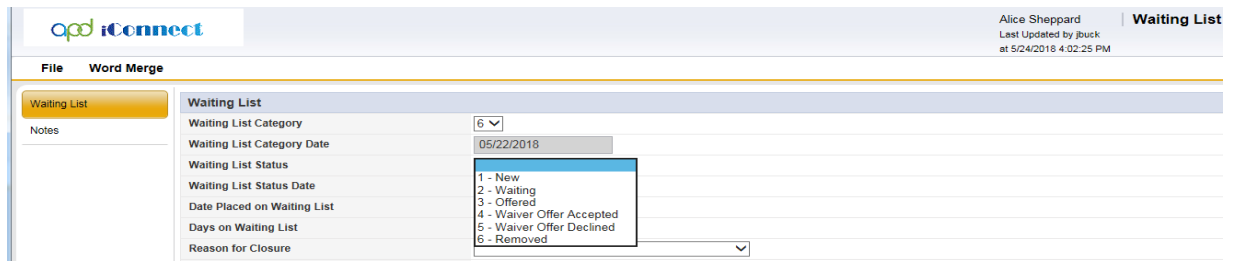 apd iConnect
Alice Sheppard
Waiting List
Last Updated by jbuck
at 5/24/2018 4:02:25 PM
File Word Merge
Waiting List
Notes
Waiting List
Waiting List Category 6
Waiting List Category Date 05/22/2018
Waiting List Status
1 - New
2 - Waiting
3 - Offered
4 - Waiver Offer Accepted
5 - Waiver Offer Declined
6 - Removed
Waiting List Status Date
Date Placed on Waiting List
Days on Waiting List
Reason for Closure